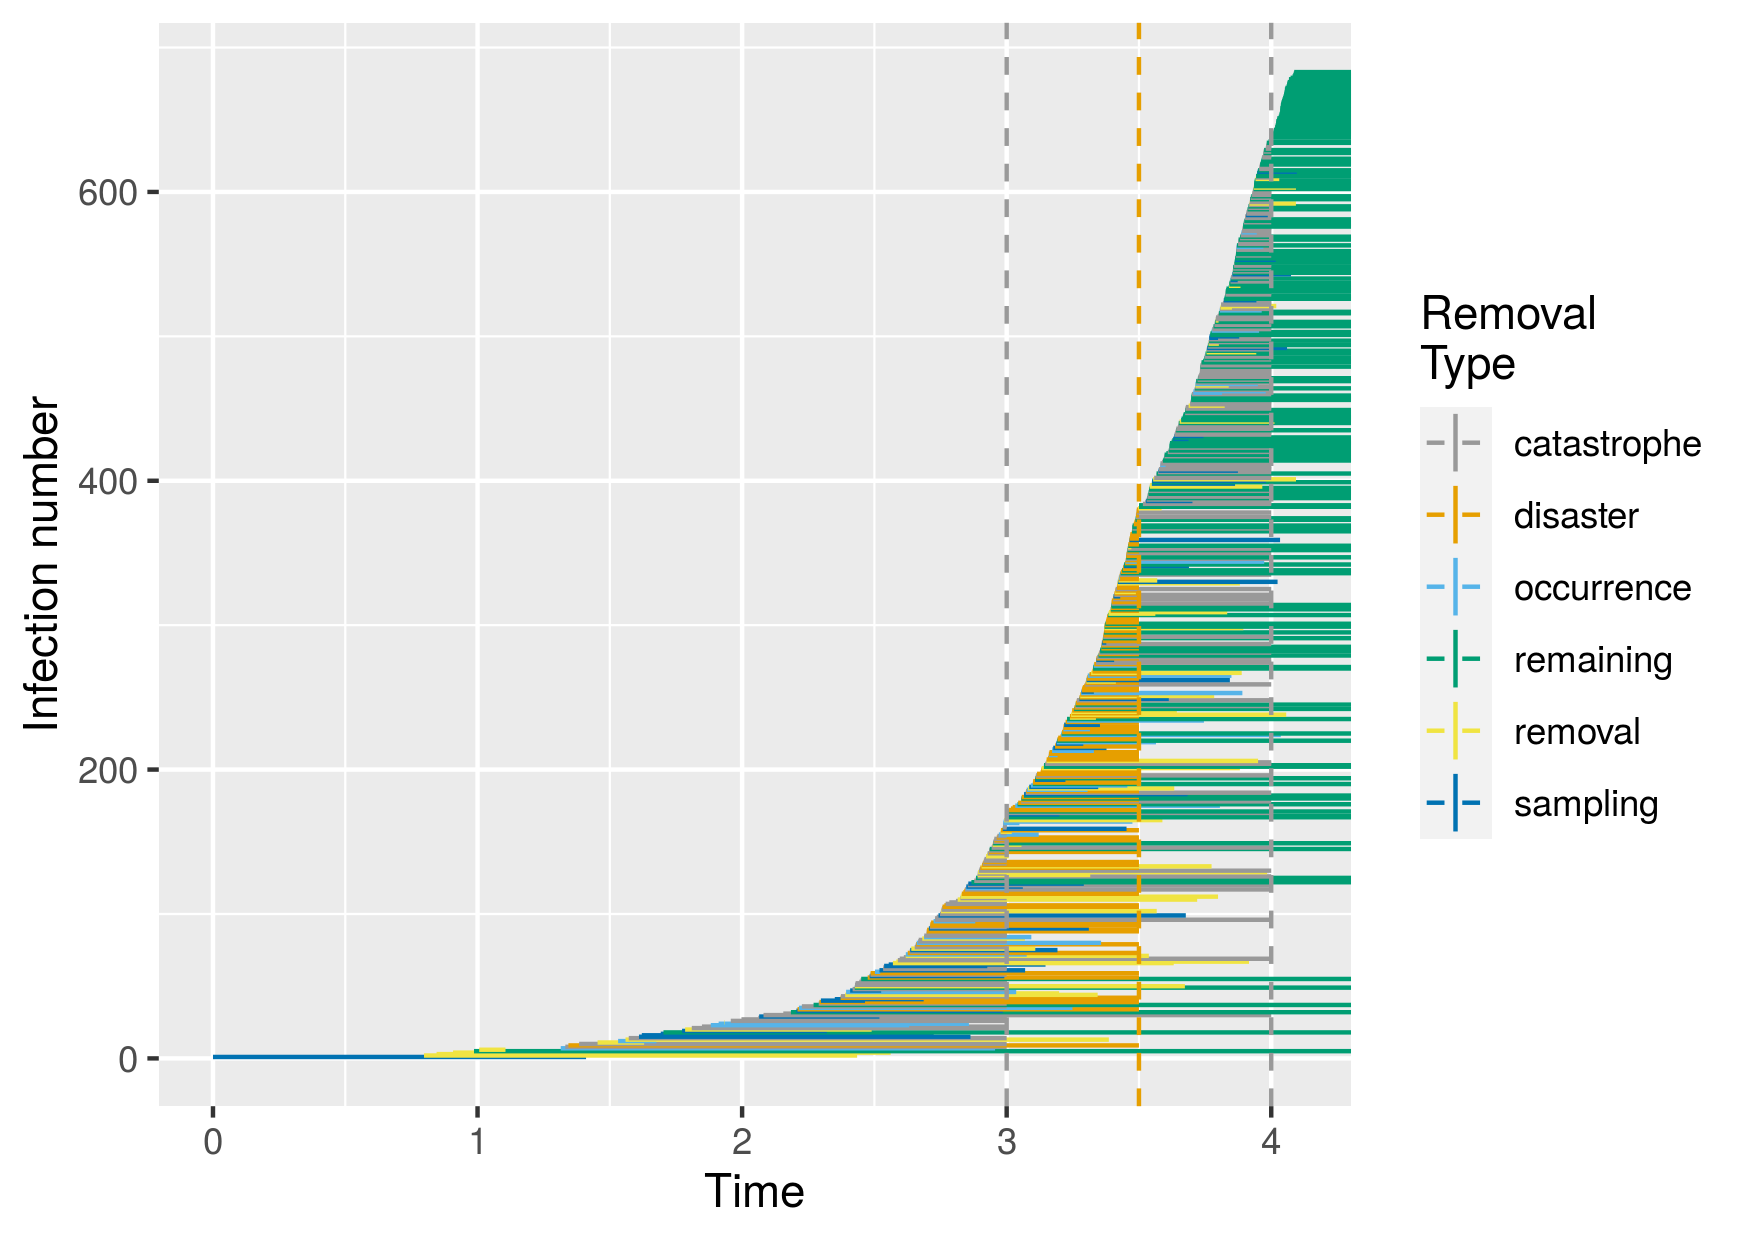 Infection number
600
400
200
0
0 1 2 3 4
Time
Removal
Type
catastrophe
disaster
occurrence
remaining
removal
sampling